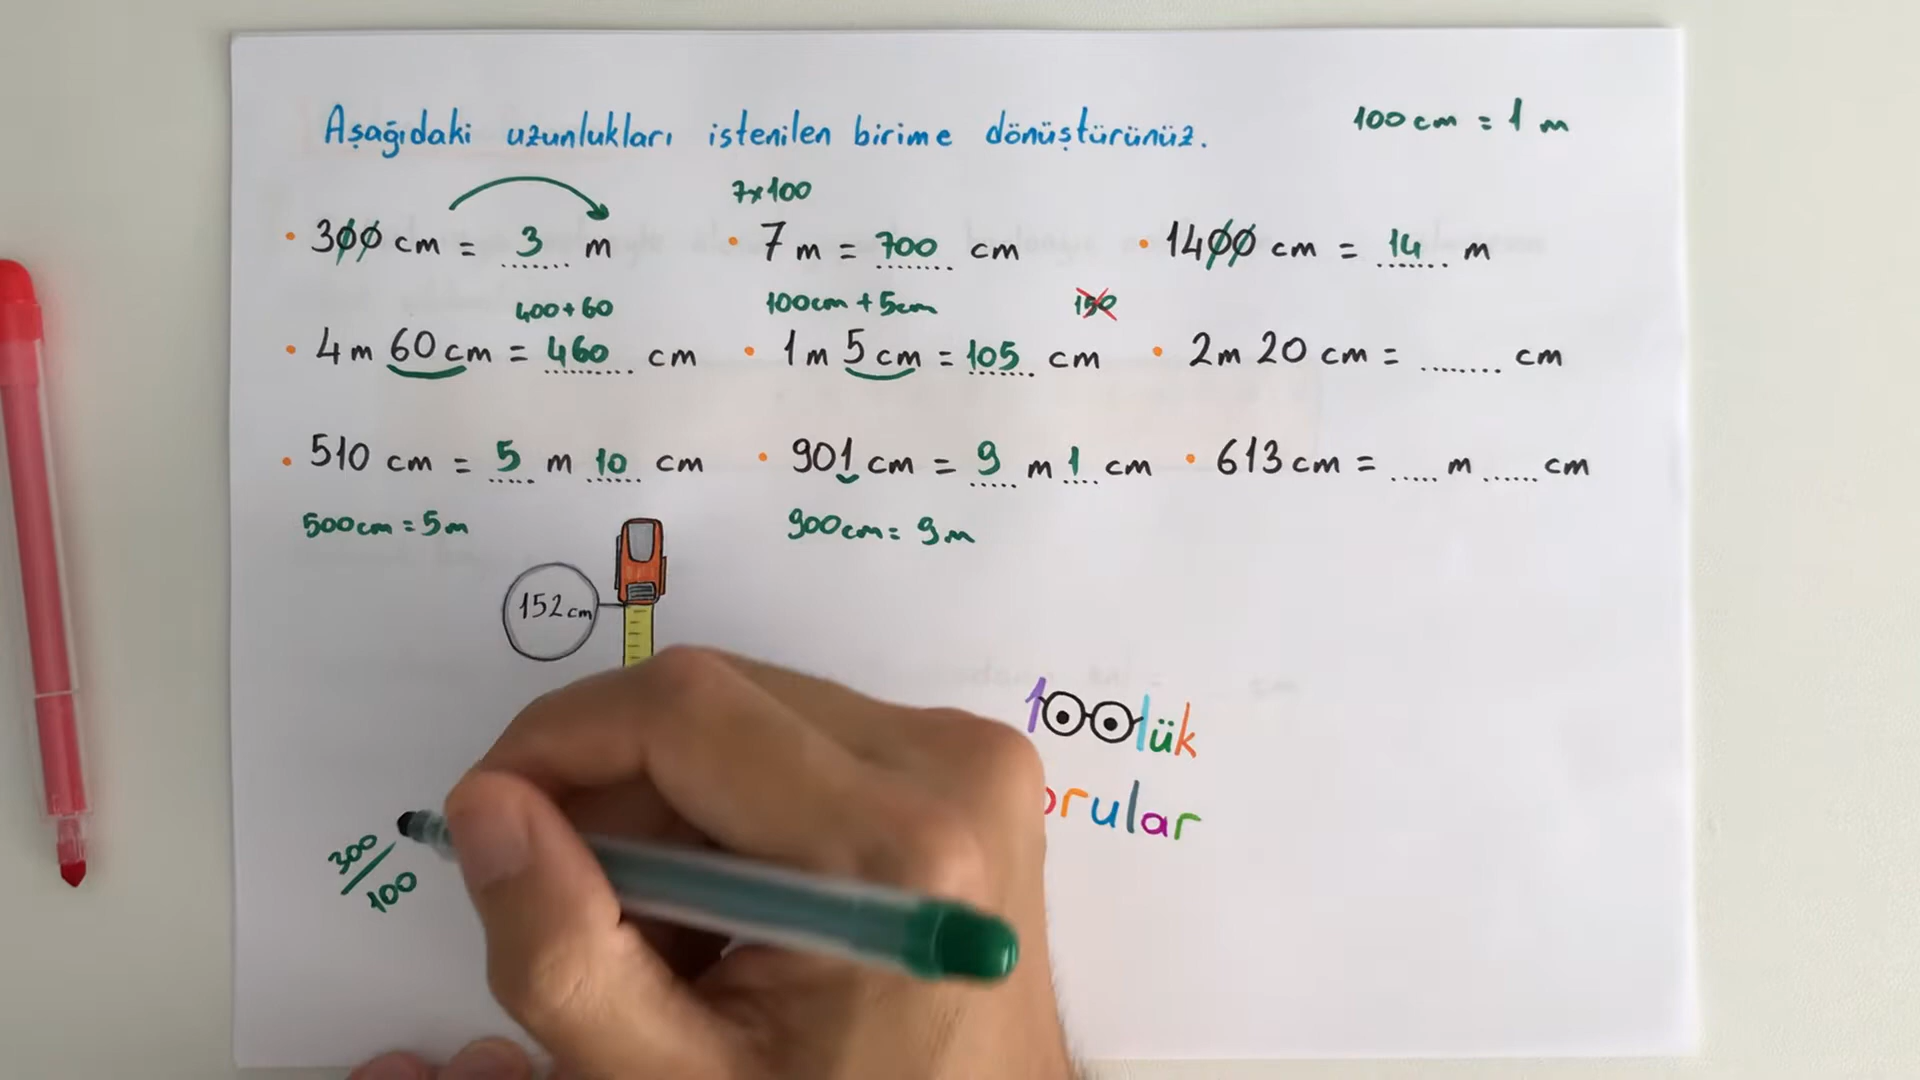 Aşağıdaki uzunlukları istenilen birime dönüştürünüz.
100 cm = 1 m
7x100
• 300 cm = 3 m
• 7 m = 700 cm
• 1400 cm = 14 m
400+60
100cm + 5cm
150
• 4 m 60 cm = 460 cm
• 1 m 5 cm = 105 cm
• 2m 20 cm = ........ cm
• 510 cm = 5 m 10 cm
• 901 cm = 9 m 1 cm
• 613 cm = ..... m ...... cm
500cm = 5m
900cm = 9m
152 cm
100lük
orular
300
100